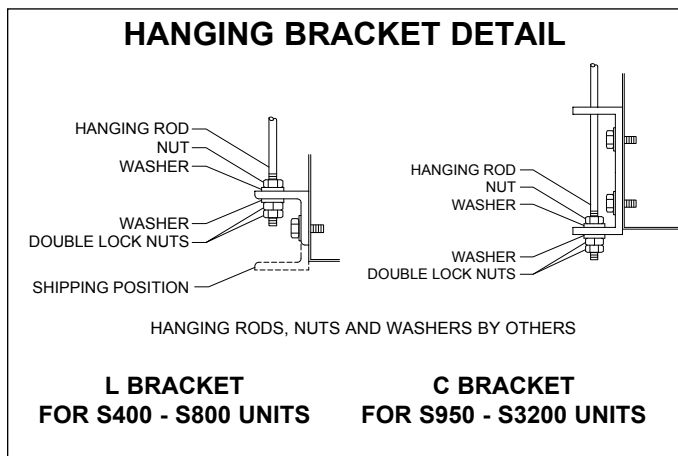 HANGING BRACKET DETAIL
HANGING ROD
NUT
WASHER
WASHER
DOUBLE LOCK NUTS
SHIPPING POSITION
HANGING ROD
NUT
WASHER
WASHER
DOUBLE LOCK NUTS
HANGING RODS, NUTS AND WASHERS BY OTHERS
L BRACKET
FOR S400 - S800 UNITS
C BRACKET
FOR S950 - S3200 UNITS